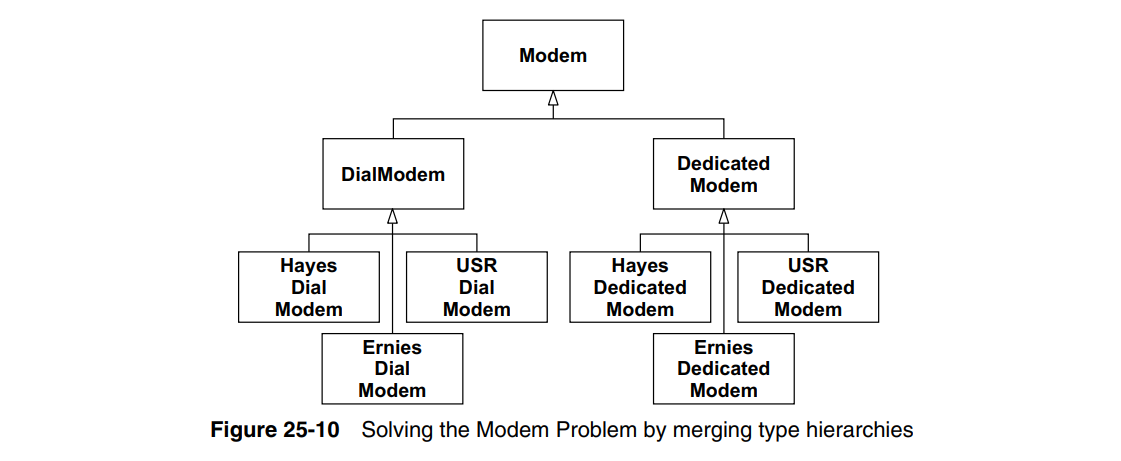 Modem
DialModem
Dedicated
Modem
Hayes
Dial
Modem
USR
Dial
Modem
Hayes
Dedicated
Modem
USR
Dedicated
Modem
Ernies
Dial
Modem
Ernies
Dedicated
Modem
Figure 25-10 Solving the Modem Problem by merging type hierarchies